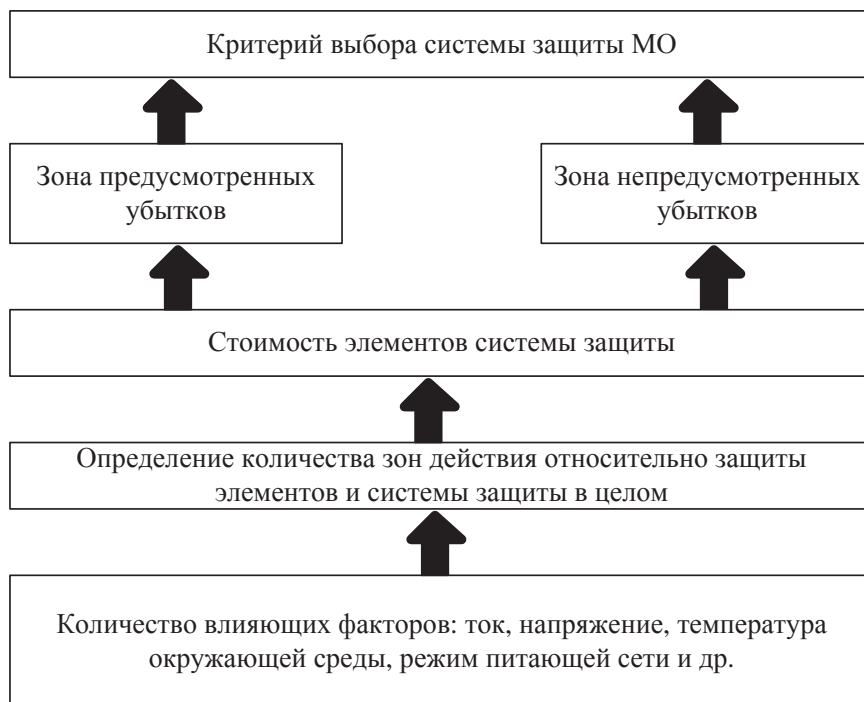 Критерий выбора системы защиты МО
Зона предусмотренных
убытков
Зона непредусмотренных
убытков
Стоимость элементов системы защиты
Определение количества зон действия относительно защиты
элементов и системы защиты в целом
Количество влияющих факторов: ток, напряжение, температура
окружающей среды, режим питающей сети и др.